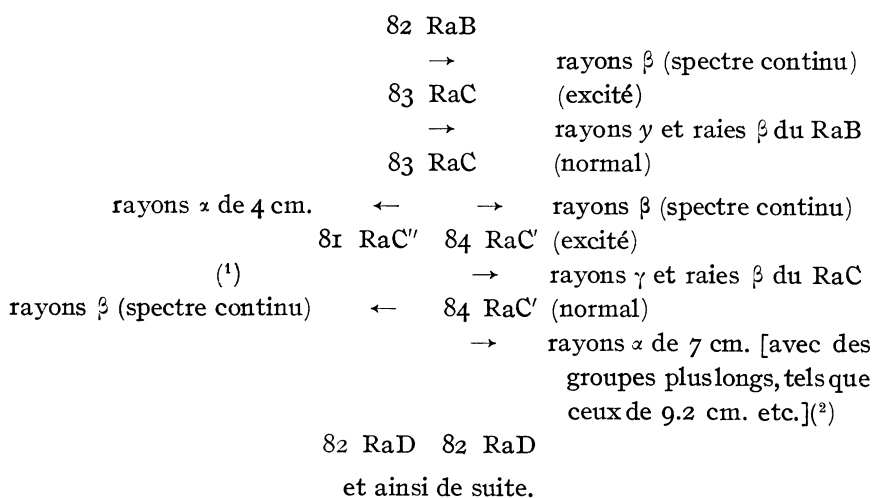 82 RaB
→ rayons β (spectre continu)
83 RaC (excité)
→ rayons y et raies β du RaB
83 RaC (normal)
rayons α de 4 cm. ← → rayons β (spectre continu)
81 RaC″ 84 RaC′ (excité)
(¹) → rayons γ et raies β du RaC
rayons β (spectre continu) ← 84 RaC′ (normal)
→ rayons α de 7 cm. [avec des
groupes plus longs, tels que
ceux de 9.2 cm. etc.](²)
82 RaD 82 RaD
et ainsi de suite.